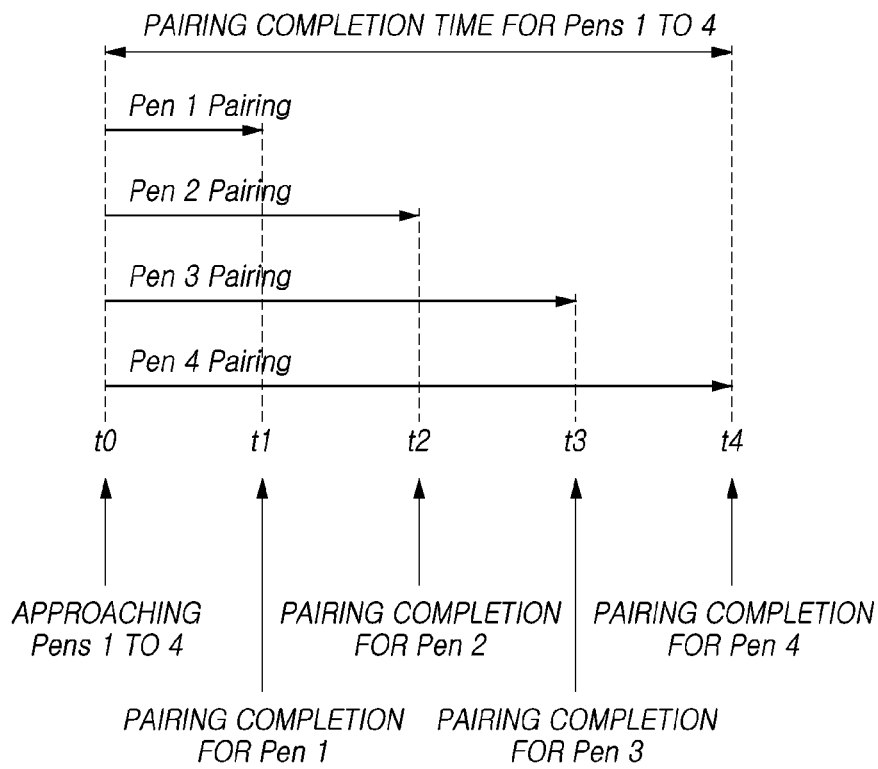 PAIRING COMPLETION TIME FOR Pens 1 TO 4
Pen 1 Pairing
Pen 2 Pairing
Pen 3 Pairing
Pen 4 Pairing
t0 t1 t2 t3 t4
APPROACHING
Pens 1 TO 4
PAIRING COMPLETION
FOR Pen 2
PAIRING COMPLETION
FOR Pen 4
PAIRING COMPLETION
FOR Pen 1
PAIRING COMPLETION
FOR Pen 3